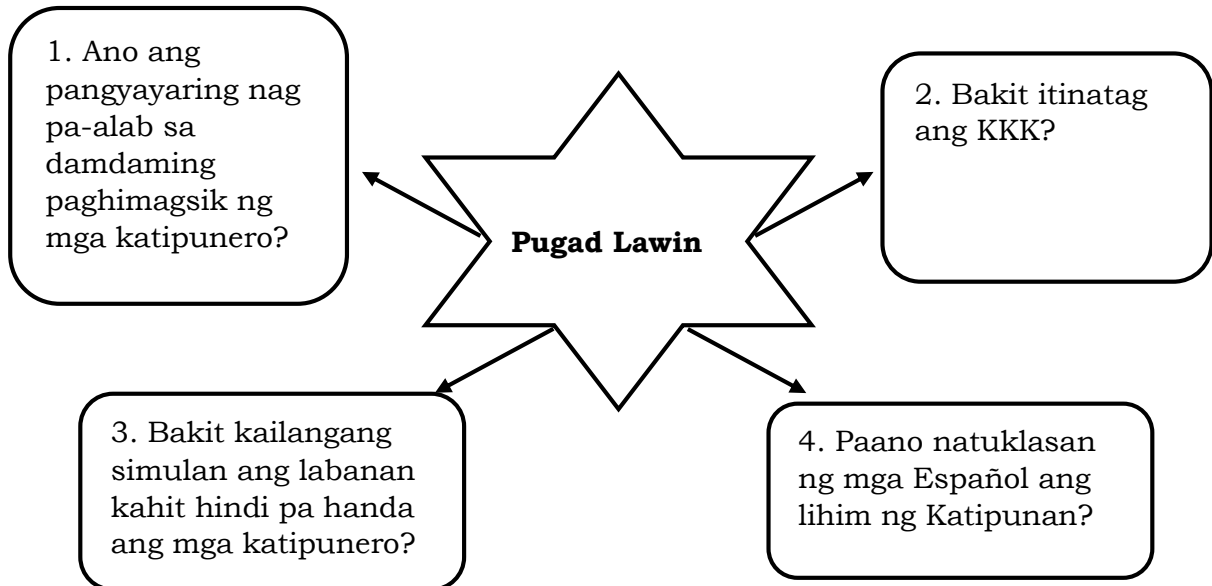 1. Ano ang
pangyayaring nag
pa-alab sa
damdaming
paghimagsik ng
mga katipunero?
2. Bakit itinatag
ang KKK?
Pugad Lawin
3. Bakit kailangang
simulan ang labanan
kahit hindi pa handa
ang mga katipunero?
4. Paano natuklasan
ng mga Español ang
lihim ng Katipunan?